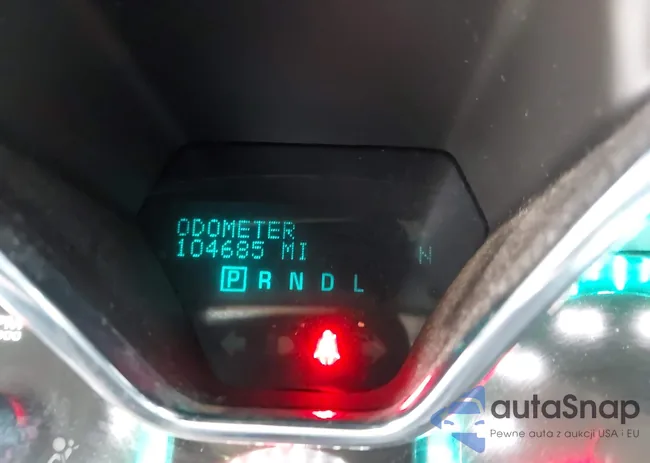 ODOMETER
104685 MI
N
P R N D L
autaSnap
Pewne auta z aukcji USA i EU